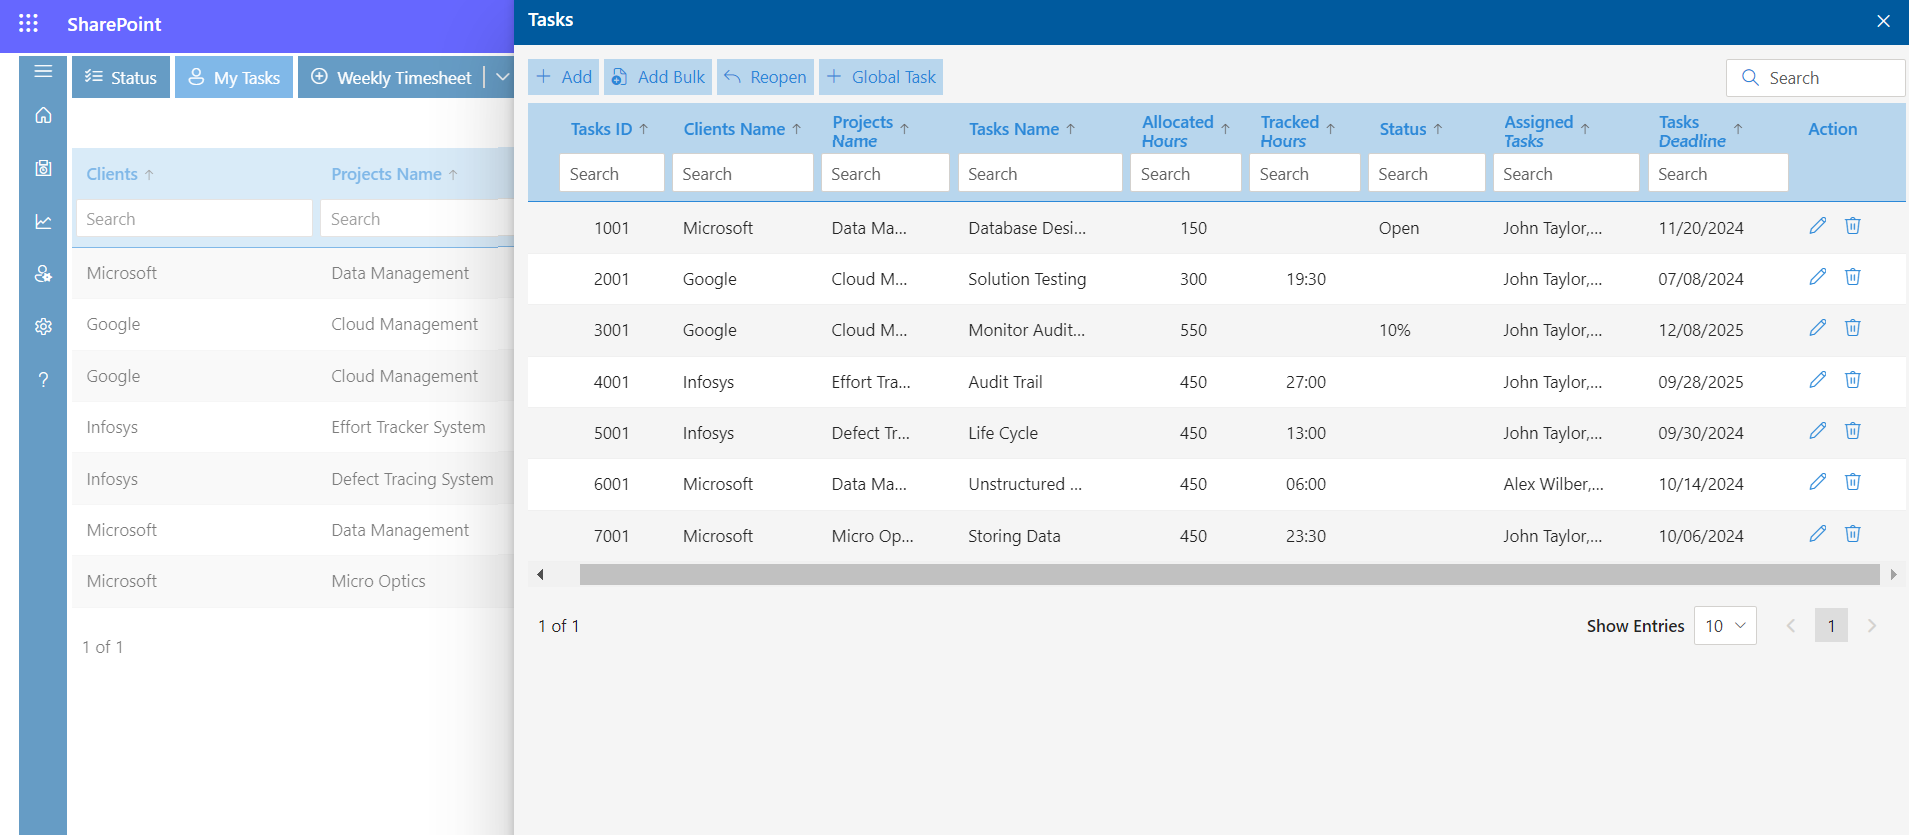 SharePoint
Status
My Tasks
Weekly Timesheet
Clients ↑ Projects Name ↑
Search Search
Microsoft Data Management
Google Cloud Management
Google Cloud Management
Infosys Effort Tracker System
Infosys Defect Tracing System
Microsoft Data Management
Microsoft Micro Optics
1 of 1
Tasks
Add Add Bulk Reopen Global Task Search
Tasks ID ↑ Clients Name ↑ Projects Name ↑ Tasks Name ↑ Allocated Hours ↑ Tracked Hours ↑ Status ↑ Assigned Tasks ↑ Tasks Deadline ↑ Action
Search Search Search Search Search Search Search Search Search
1001 Microsoft Data Ma... Database Desi... 150 Open John Taylor,... 11/20/2024
2001 Google Cloud M... Solution Testing 300 19:30 John Taylor,... 07/08/2024
3001 Google Cloud M... Monitor Audit... 550 10% John Taylor,... 12/08/2025
4001 Infosys Effort Tra... Audit Trail 450 27:00 John Taylor,... 09/28/2025
5001 Infosys Defect Tr... Life Cycle 450 13:00 John Taylor,... 09/30/2024
6001 Microsoft Data Ma... Unstructured ... 450 06:00 Alex Wilber,... 10/14/2024
7001 Microsoft Micro Op... Storing Data 450 23:30 John Taylor,... 10/06/2024
1 of 1 Show Entries 10 1